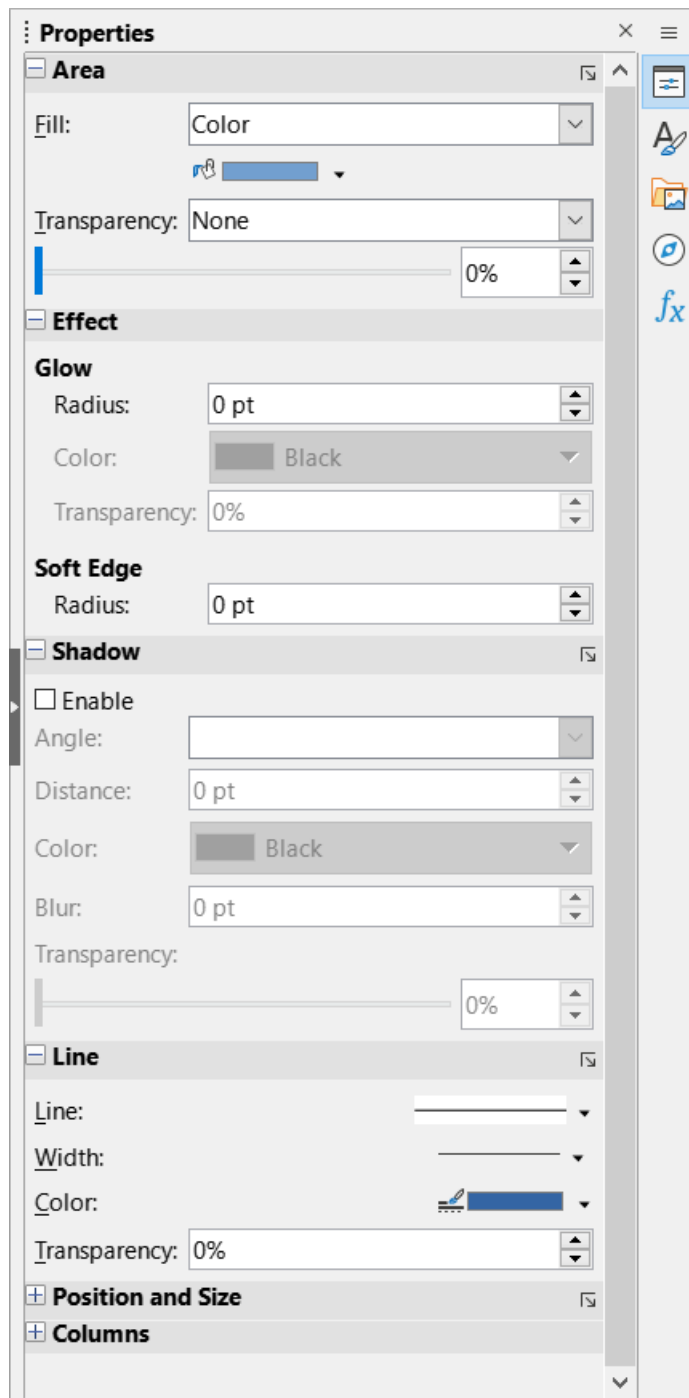 Properties
Area
Fill: Color
Transparency: None
0%
Effect
Glow
Radius: 0 pt
Color: Black
Transparency: 0%
Soft Edge
Radius: 0 pt
Shadow
Enable
Angle:
Distance: 0 pt
Color: Black
Blur: 0 pt
Transparency:
0%
Line
Line:
Width:
Color:
Transparency: 0%
Position and Size
Columns